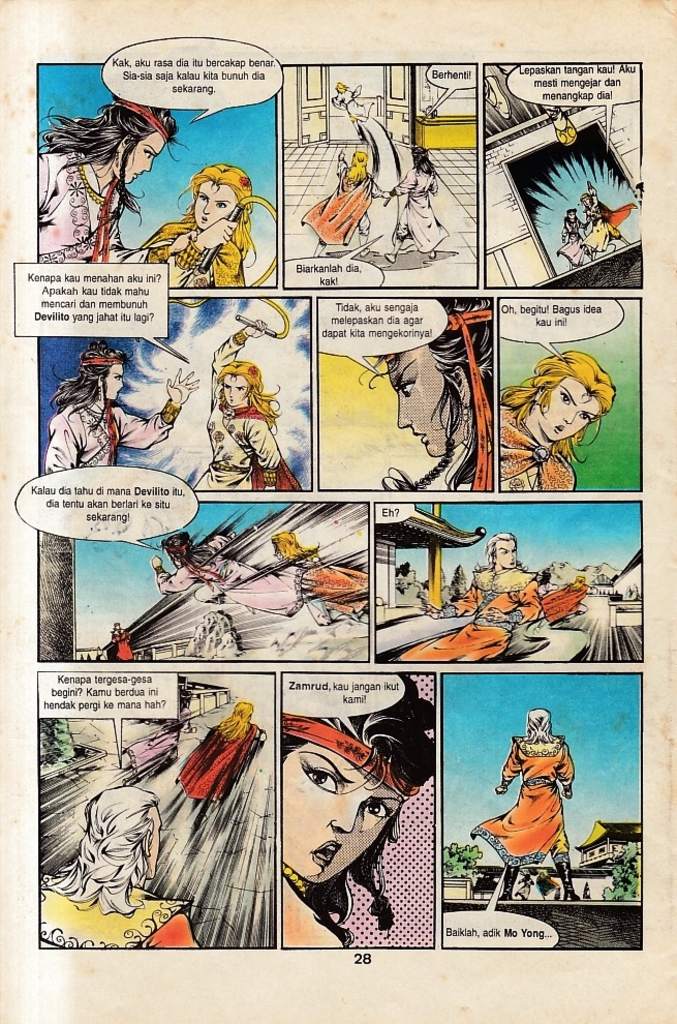 Kak, aku rasa dia itu bercakap benar.
Sia-sia saja kalau kita bunuh dia
sekarang.
Berhenti!
Biarkanlah dia,
kak!
Lepaskan tangan kau! Aku
mesti mengejar dan
menangkap dia!
Kenapa kau menahan aku ini?
Apakah kau tidak mahu
mencari dan membunuh
Devilito yang jahat itu lagi?
Tidak, aku sengaja
melepaskan dia agar
dapat kita mengekorinya!
Oh, begitu! Bagus idea
kau ini!
Kalau dia tahu di mana Devilito itu,
dia tentu akan berlari ke situ
sekarang!
Eh?
Kenapa tergesa-gesa
begini? Kamu berdua ini
hendak pergi ke mana hah?
Zamrud, kau jangan ikut
kami!
Baiklah, adik Mo Yong...
28